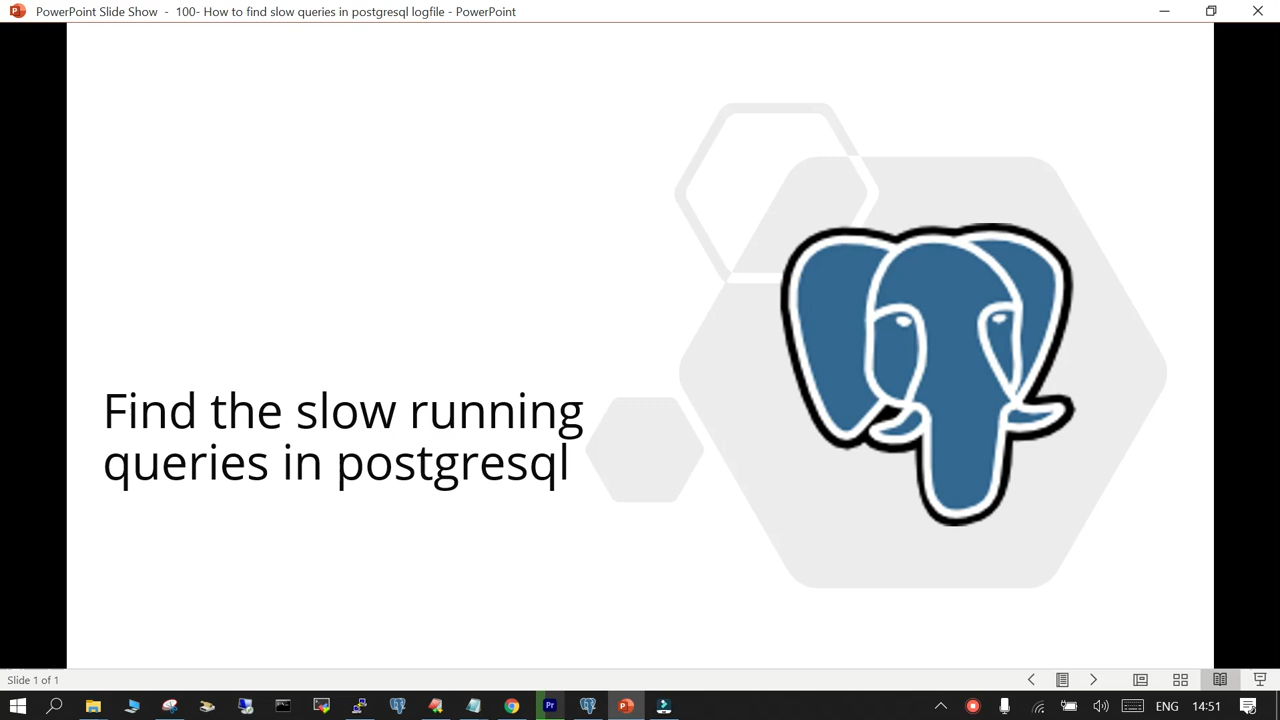 PowerPoint Slide Show - 100- How to find slow queries in postgresql logfile - PowerPoint
Find the slow running
queries in postgresql
Slide 1 of 1
Pr
ENG
14:51